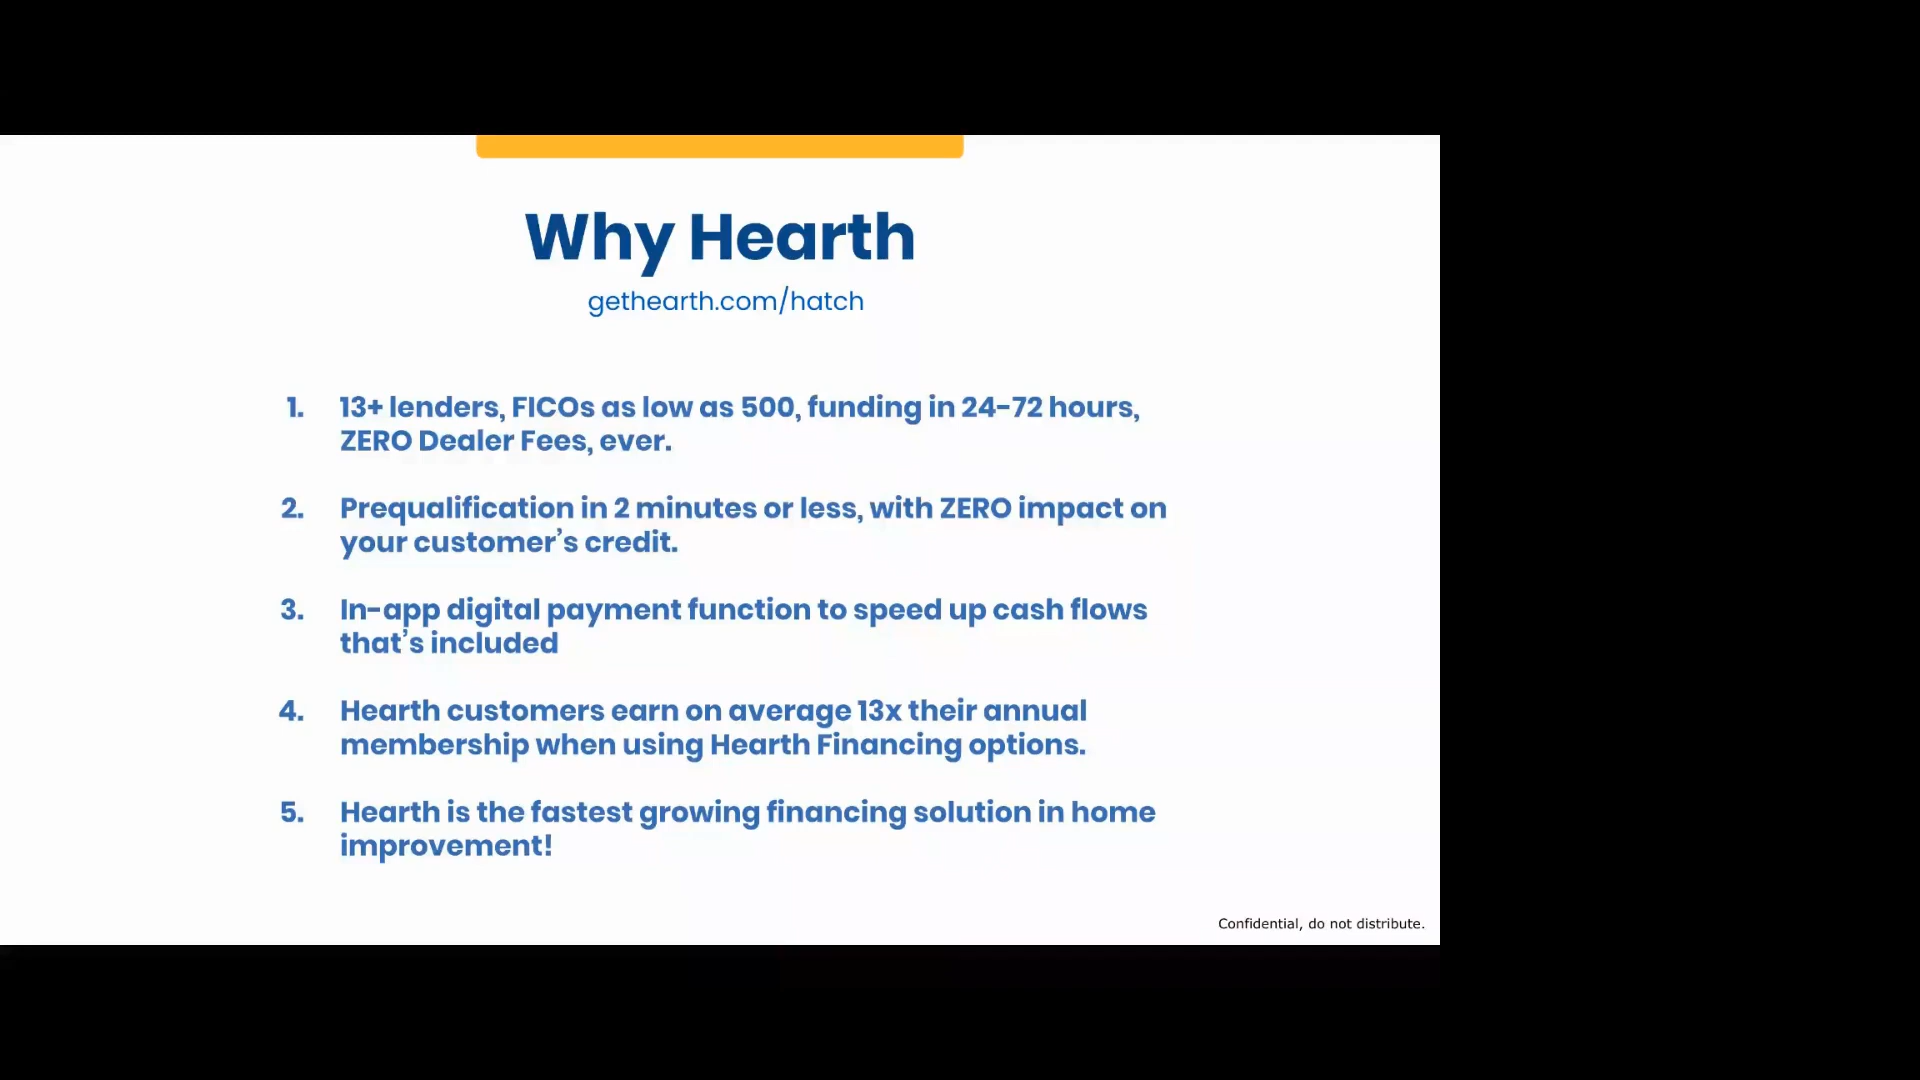 Why Hearth
gethearth.com/hatch
1. 13+ lenders, FICOs as low as 500, funding in 24-72 hours,
ZERO Dealer Fees, ever.
2. Prequalification in 2 minutes or less, with ZERO impact on
your customer's credit.
3. In-app digital payment function to speed up cash flows
that's included
4. Hearth customers earn on average 13x their annual
membership when using Hearth Financing options.
5. Hearth is the fastest growing financing solution in home
improvement!
Confidential, do not distribute.